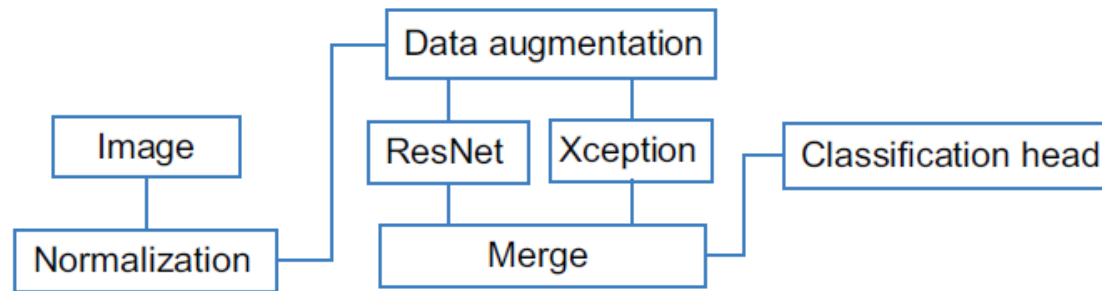 Image
Normalization
Data augmentation
ResNet
Xception
Merge
Classification head